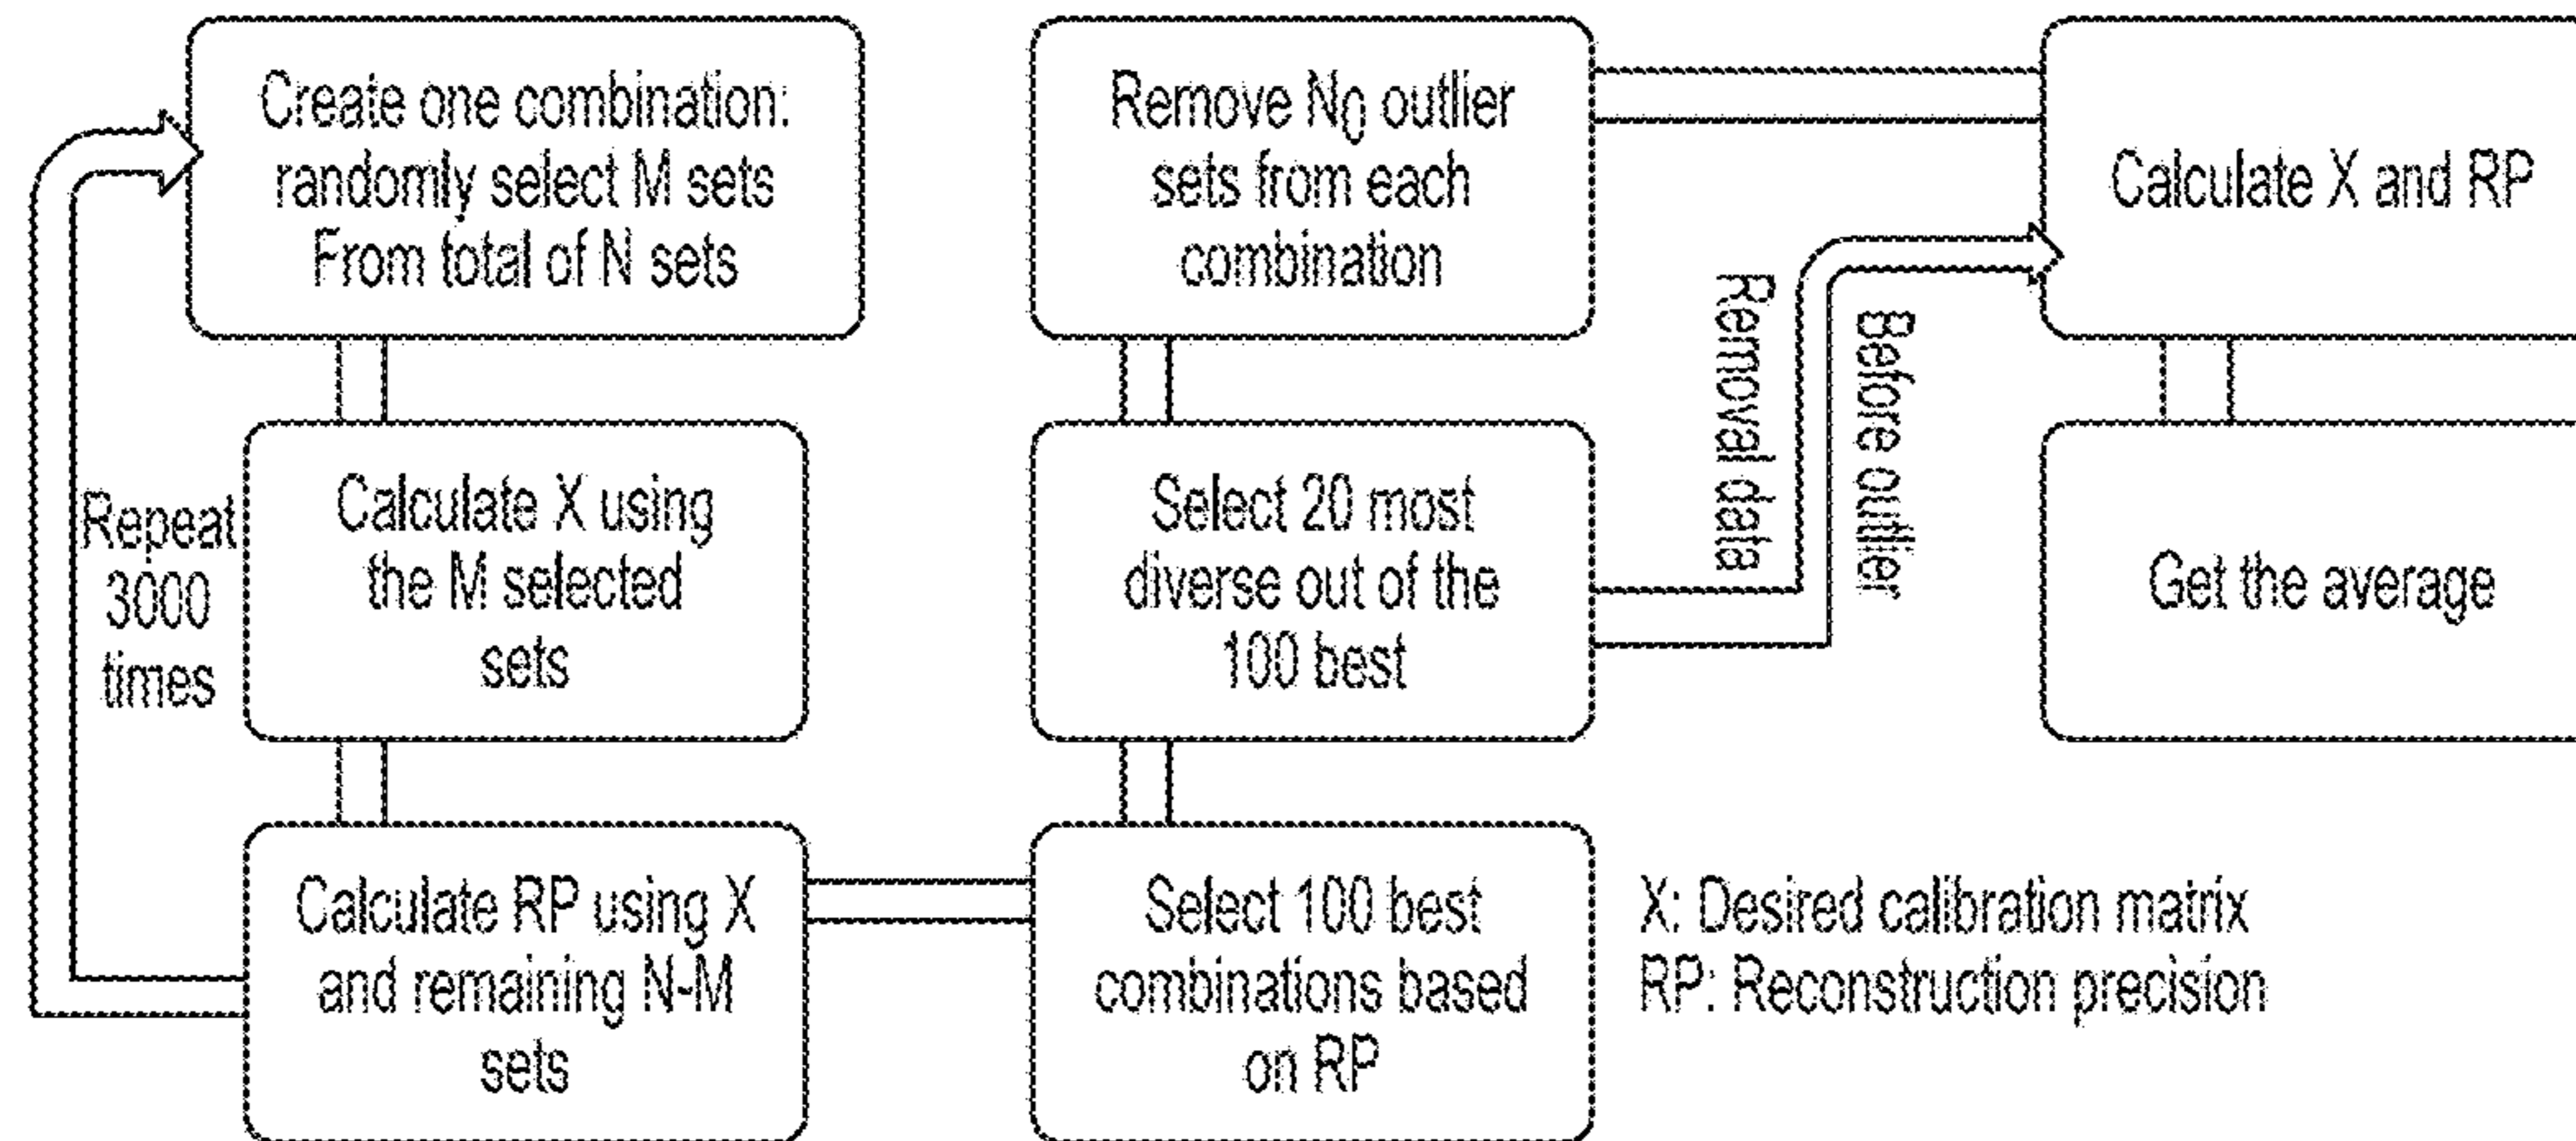 Create one combination:
randomly select M sets
From total of N sets
Calculate X using
the M selected
sets
Calculate RP using X
and remaining N-M
sets
Repeat
3000
times
Select 100 best
combinations based
on RP
Select 20 most
diverse out of the
100 best
Remove N₀ outlier
sets from each
combination
Before outlier
Removal data
Calculate X and RP
Get the average
X: Desired calibration matrix
RP: Reconstruction precision